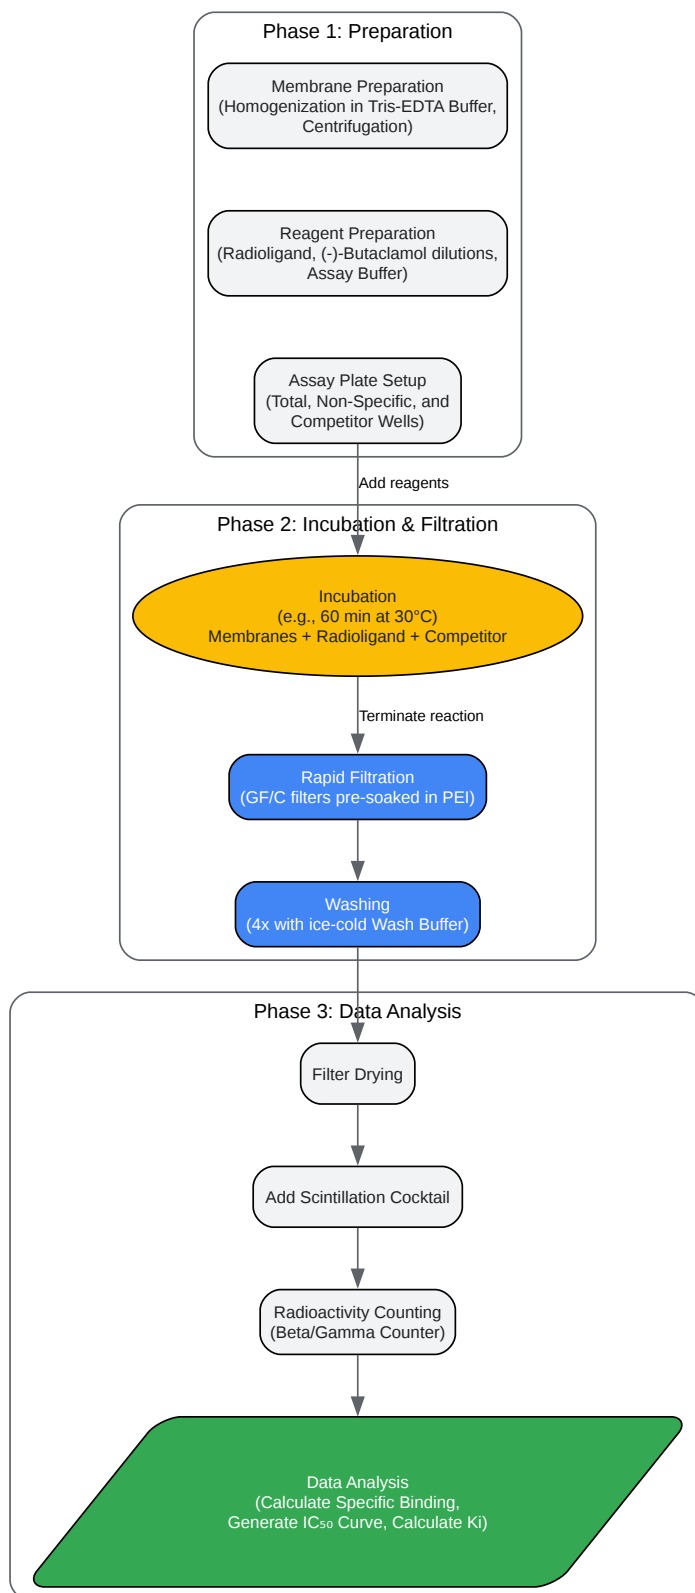 Phase 1: Preparation
Membrane Preparation
(Homogenization in Tris-EDTA Buffer,
Centrifugation)
Reagent Preparation
(Radioligand, (-)-Butaclamol dilutions,
Assay Buffer)
Assay Plate Setup
(Total, Non-Specific, and
Competitor Wells)
Add reagents
Phase 2: Incubation & Filtration
Incubation
(e.g., 60 min at 30°C)
Membranes + Radioligand + Competitor
Terminate reaction
Rapid Filtration
(GF/C filters pre-soaked in PEI)
Washing
(4x with ice-cold Wash Buffer)
Phase 3: Data Analysis
Filter Drying
Add Scintillation Cocktail
Radioactivity Counting
(Beta/Gamma Counter)
Data Analysis
(Calculate Specific Binding,
Generate IC₅₀ Curve, Calculate Ki)